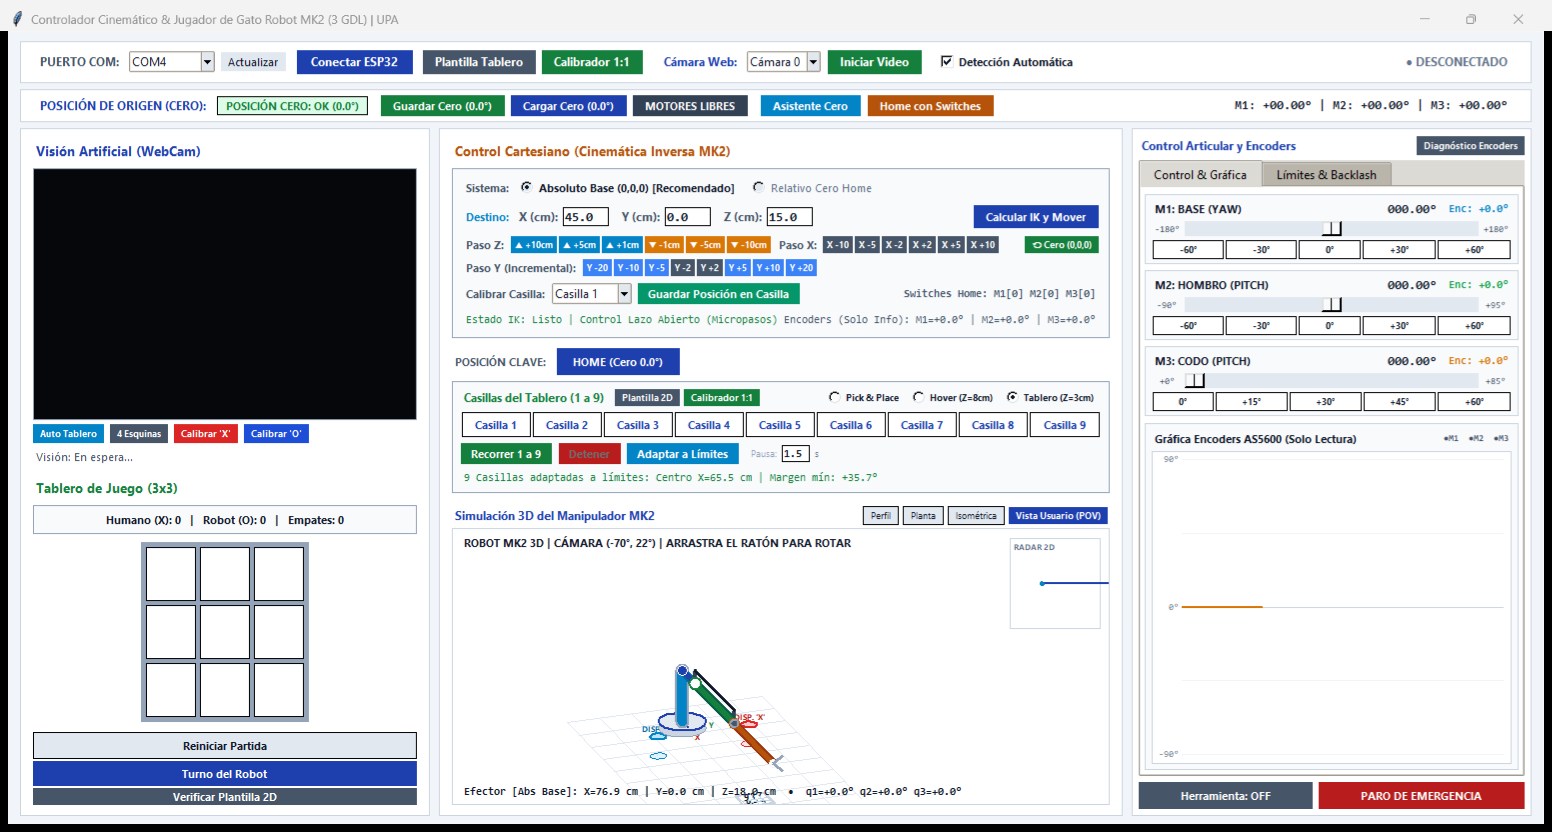 Controlador Cinemático & Jugador de Gato Robot MK2 (3 GDL) | UPA
PUERTO COM: COM4 Actualizar Conectar ESP32 Plantilla Tablero Calibrador 1:1 Cámara Web: Cámara 0 Iniciar Video Detección Automática ● DESCONECTADO
POSICIÓN DE ORIGEN (CERO): POSICIÓN CERO: OK (0.0°) Guardar Cero (0.0°) Cargar Cero (0.0°) MOTORES LIBRES Asistente Cero Home con Switches M1: +00.00° | M2: +00.00° | M3: +00.00°
Visión Artificial (WebCam)
Auto Tablero 4 Esquinas Calibrar 'X' Calibrar 'O'
Visión: En espera...
Tablero de Juego (3x3)
Humano (X): 0 | Robot (O): 0 | Empates: 0
Reiniciar Partida
Turno del Robot
Verificar Plantilla 2D
Control Cartesiano (Cinemática Inversa MK2)
Sistema: Absoluto Base (0,0,0) [Recomendado] Relativo Cero Home
Destino: X (cm): 45.0 Y (cm): 0.0 Z (cm): 15.0 Calcular IK y Mover
Paso Z: ▲ +10cm ▲ +5cm ▲ +1cm ▼ -1cm ▼ -5cm ▼ -10cm Paso X: X -10 X -5 X -2 X +2 X +5 X +10 ⟲ Cero (0,0,0)
Paso Y (Incremental): Y -20 Y -10 Y -5 Y -2 Y +2 Y +5 Y +10 Y +20
Calibrar Casilla: Casilla 1 Guardar Posición en Casilla Switches Home: M1[0] M2[0] M3[0]
Estado IK: Listo | Control Lazo Abierto (Micropasos) Encoders (Solo Info): M1=+0.0° | M2=+0.0° | M3=+0.0°
POSICIÓN CLAVE: HOME (Cero 0.0°)
Casillas del Tablero (1 a 9) Plantilla 2D Calibrador 1:1 Pick & Place Hover (Z=8cm) Tablero (Z=3cm)
Casilla 1 Casilla 2 Casilla 3 Casilla 4 Casilla 5 Casilla 6 Casilla 7 Casilla 8 Casilla 9
Recorrer 1 a 9 Detener Adaptar a Límites Pausa: 1.5 s
9 Casillas adaptadas a límites: Centro X=65.5 cm | Margen mín: +35.7°
Simulación 3D del Manipulador MK2 Perfil Planta Isométrica Vista Usuario (POV)
ROBOT MK2 3D | CÁMARA (-70°, 22°) | ARRASTRA EL RATÓN PARA ROTAR
RADAR 2D
DISP. 'X'
DISP.
Y
X
Efector [Abs Base]: X=76.9 cm | Y=0.0 cm | Z=18.0 cm • q1=+0.0° q2=+0.0° q3=+0.0°
Control Articular y Encoders Diagnóstico Encoders
Control & Gráfica Límites & Backlash
M1: BASE (YAW) 000.00° Enc: +0.0°
-180° +180°
-60° -30° 0° +30° +60°
M2: HOMBRO (PITCH) 000.00° Enc: +0.0°
-90° +95°
-60° -30° 0° +30° +60°
M3: CODO (PITCH) 000.00° Enc: +0.0°
+0° +85°
0° +15° +30° +45° +60°
Gráfica Encoders AS5600 (Solo Lectura) ●M1 ●M2 ●M3
90°
0°
-90°
Herramienta: OFF PARO DE EMERGENCIA